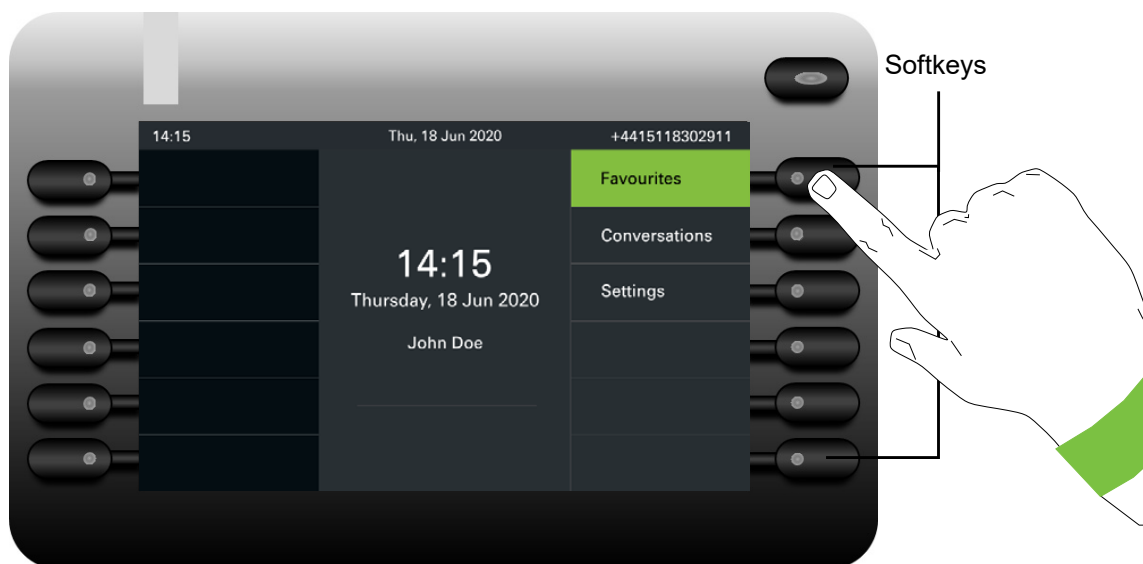 Softkeys
14:15
Thu, 18 Jun 2020
+4415118302911
Favourites
Conversations
14:15
Thursday, 18 Jun 2020
Settings
John Doe